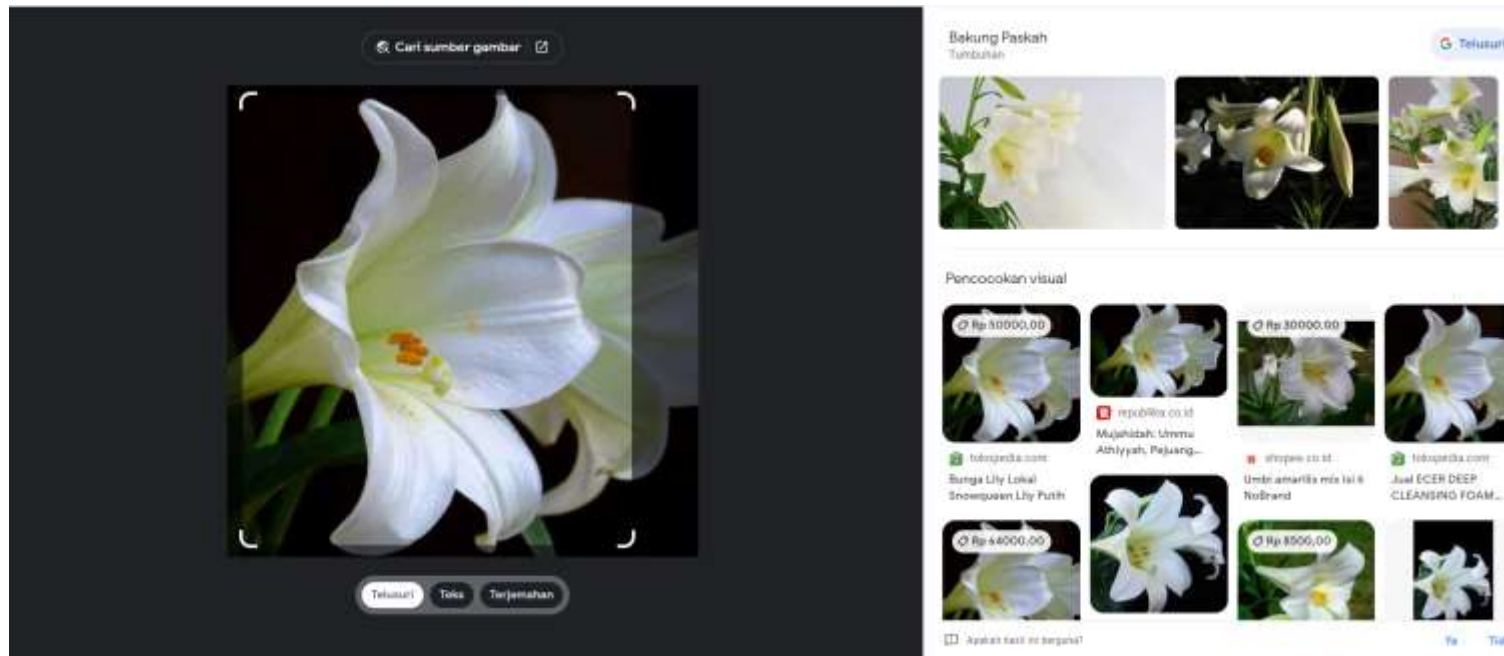 Cari sumber gambar
Telusuri
Teks
Terjemahan
Bakung Paskah
Tumbuhan
Telusuri
Pencocokan visual
Rp 50000,00
tokopedia.com
Bunga Lily Lokal
Snowqueen Lily Putih
republika.co.id
Mujahidah: Ummu
Athiyyah, Pejuang...
Rp 30000,00
shopee.co.id
Umbi amarilis mix isi 6
NoBrand
tokopedia.com
Jual ECER DEEP
CLEANSING FOAM...
Rp 64000,00
Rp 8500,00
Apakah hasil ini berguna?
Ya